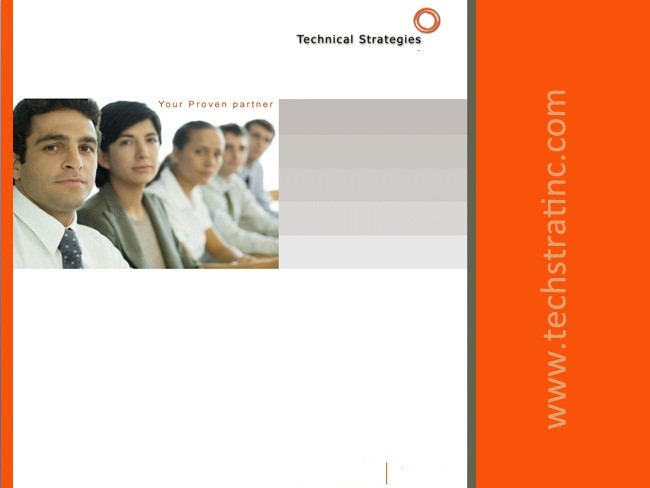 Technical Strategies
Your Proven partner
www.techstratinc.com